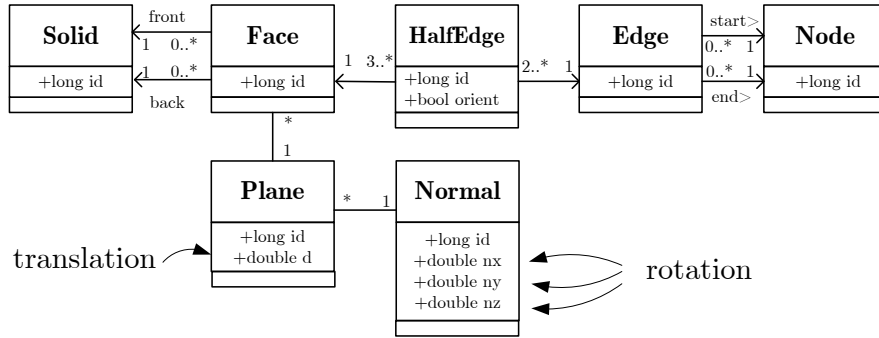 Solid
+long id
front
1 0..*
1 0..*
back
Face
+long id
1 3..*
HalfEdge
+long id
+bool orient
2..* 1
Edge
+long id
start>
0..* 1
0..* 1
end>
Node
+long id
*
1
Plane
+long id
+double d
* 1
Normal
+long id
+double nx
+double ny
+double nz
translation
rotation